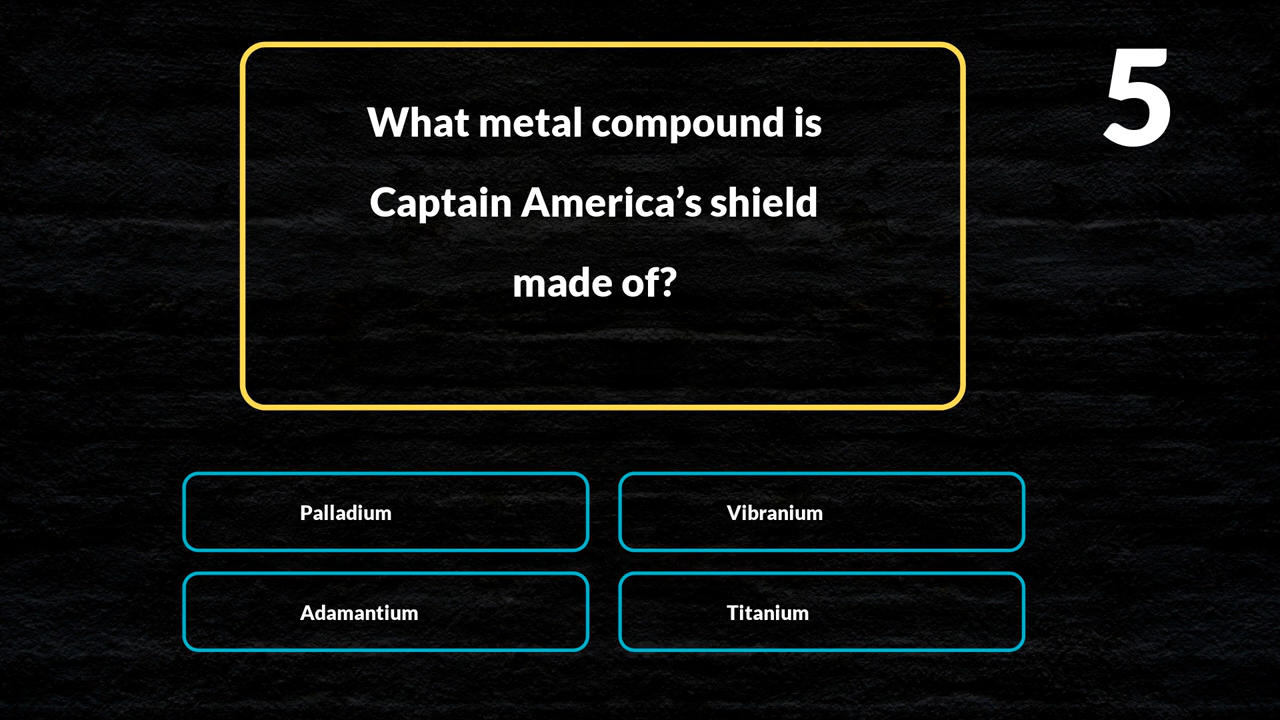 What metal compound is
Captain America’s shield
made of?
5
Palladium
Vibranium
Adamantium
Titanium